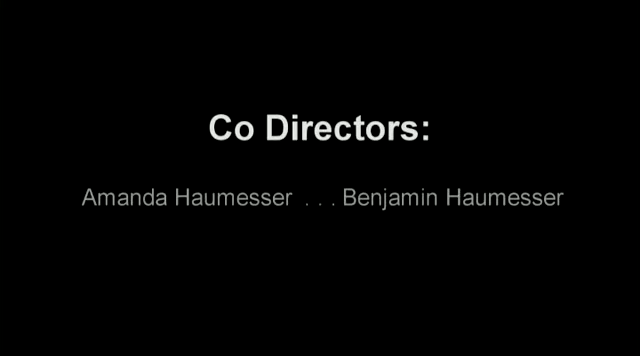 Co Directors:
Amanda Haumesser . . . Benjamin Haumesser